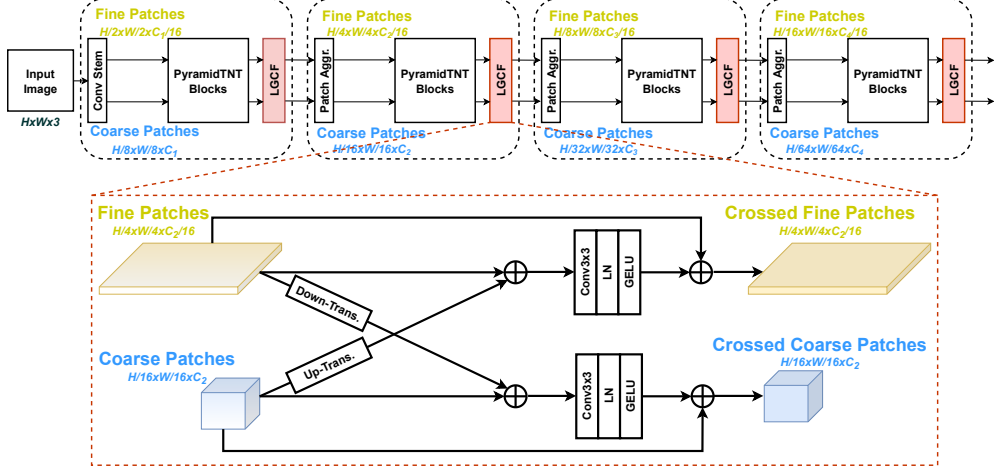 Fine Patches
H/2xW/2xC1/16
Input
Image
HxWx3
Conv Stem
PyramidTNT
Blocks
LGCF
Coarse Patches
H/8xW/8xC1
Fine Patches
H/4xW/4xC2/16
Patch Aggr.
PyramidTNT
Blocks
LGCF
Coarse Patches
H/16xW/16xC2
Fine Patches
H/8xW/8xC3/16
Patch Aggr.
PyramidTNT
Blocks
LGCF
Coarse Patches
H/32xW/32xC3
Fine Patches
H/16xW/16xC4/16
Patch Aggr.
PyramidTNT
Blocks
LGCF
Coarse Patches
H/64xW/64xC4
Fine Patches
H/4xW/4xC2/16
Down-Trans.
Conv3x3
LN
GELU
Crossed Fine Patches
H/4xW/4xC2/16
Coarse Patches
H/16xW/16xC2
Up-Trans.
Conv3x3
LN
GELU
Crossed Coarse Patches
H/16xW/16xC2